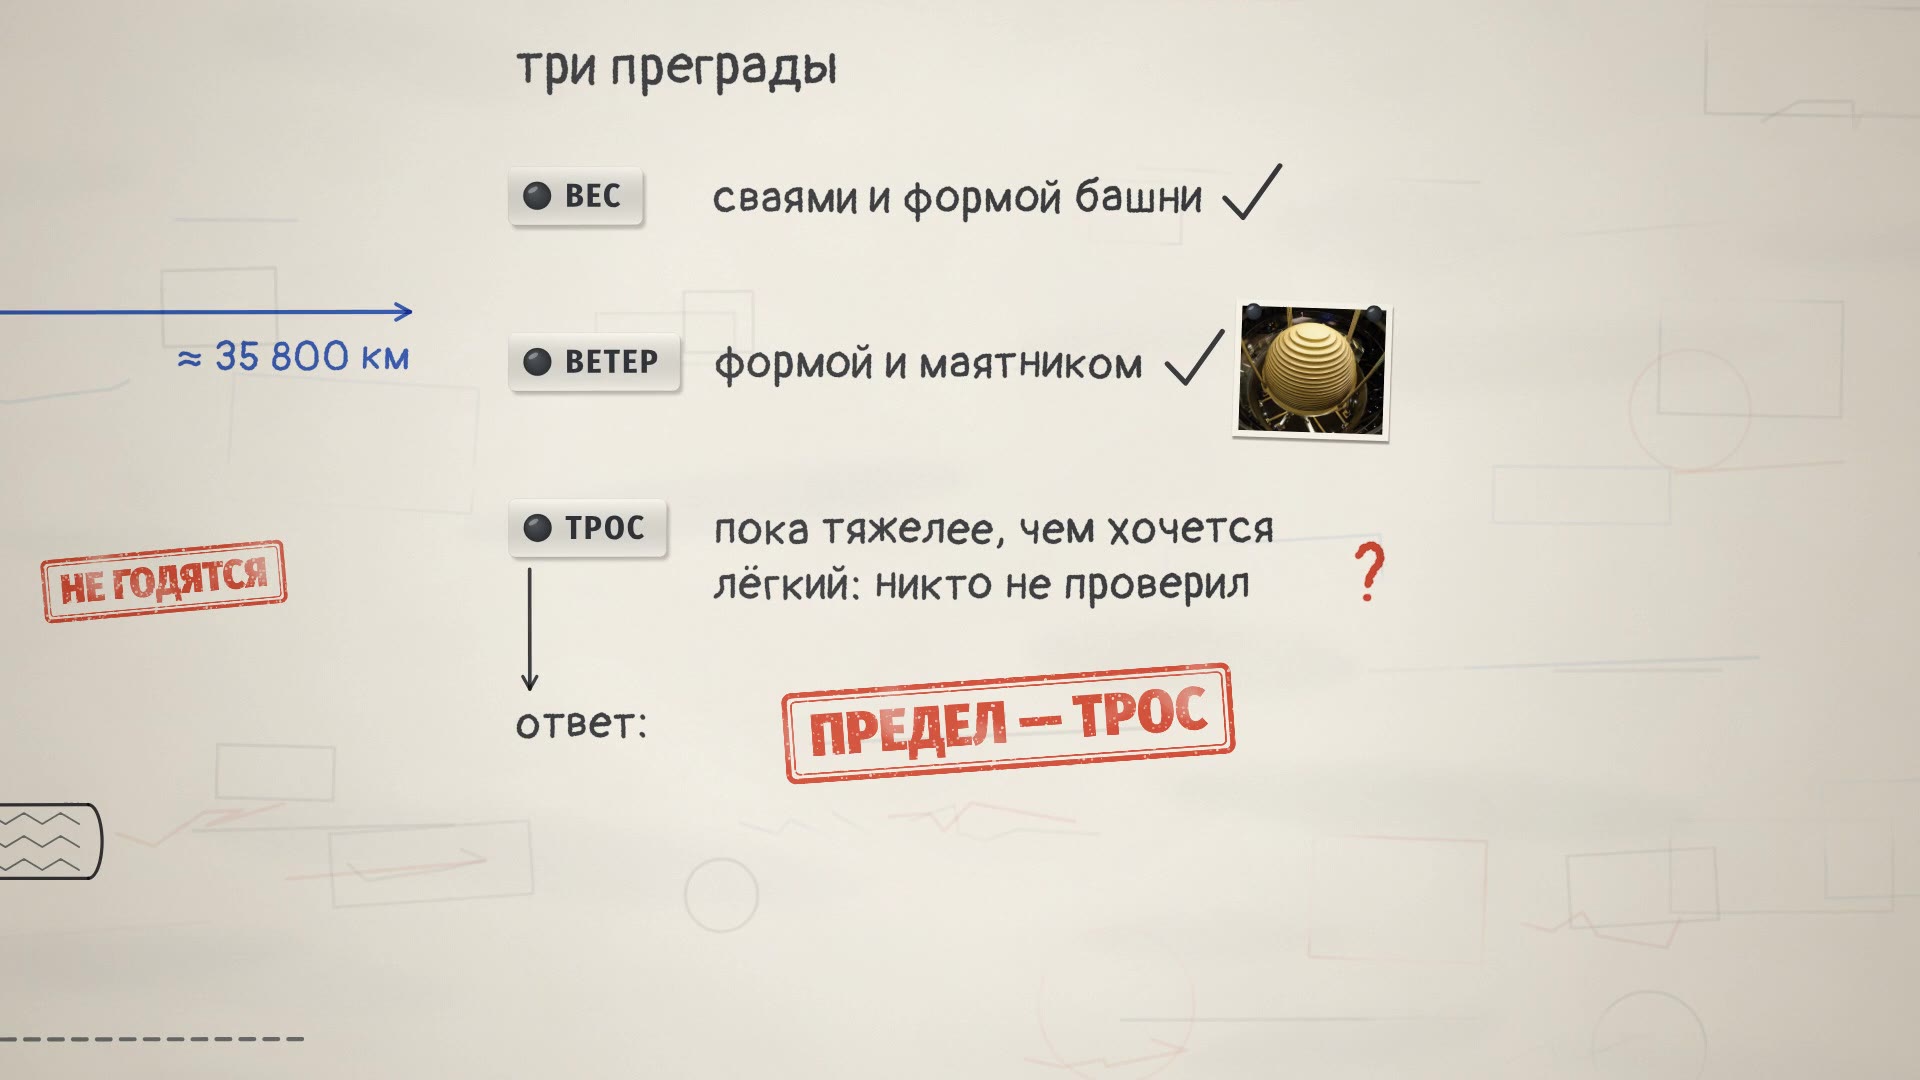 три преграды
ВЕС
сваями и формой башни
≈ 35 800 км
ВЕТЕР
формой и маятником
ТРОС
пока тяжелее, чем хочется
лёгкий: никто не проверил
?
НЕ ГОДЯТСЯ
ответ:
ПРЕДЕЛ — ТРОС